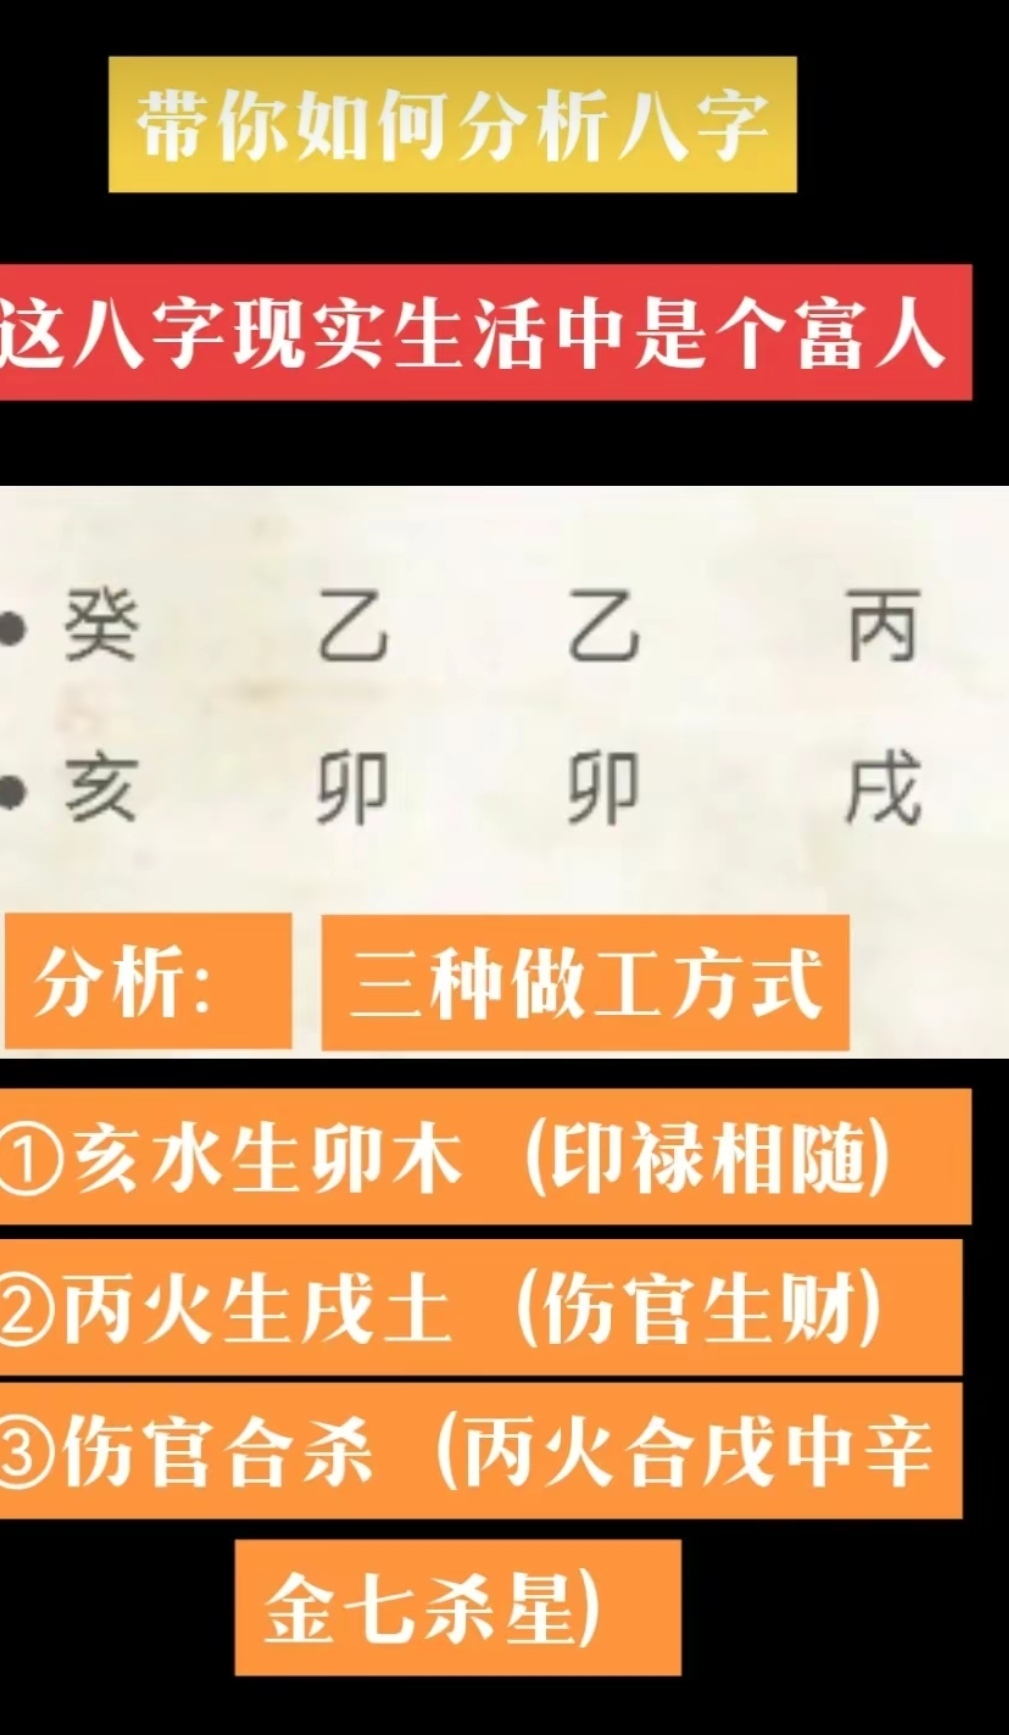 带你如何分析八字
这八字现实生活中是个富人
• 癸 乙 乙 丙
• 亥 卯 卯 戌
分析: 三种做工方式
①亥水生卯木 (印禄相随)
②丙火生戌土 (伤官生财)
③伤官合杀 (丙火合戌中辛
金七杀星)